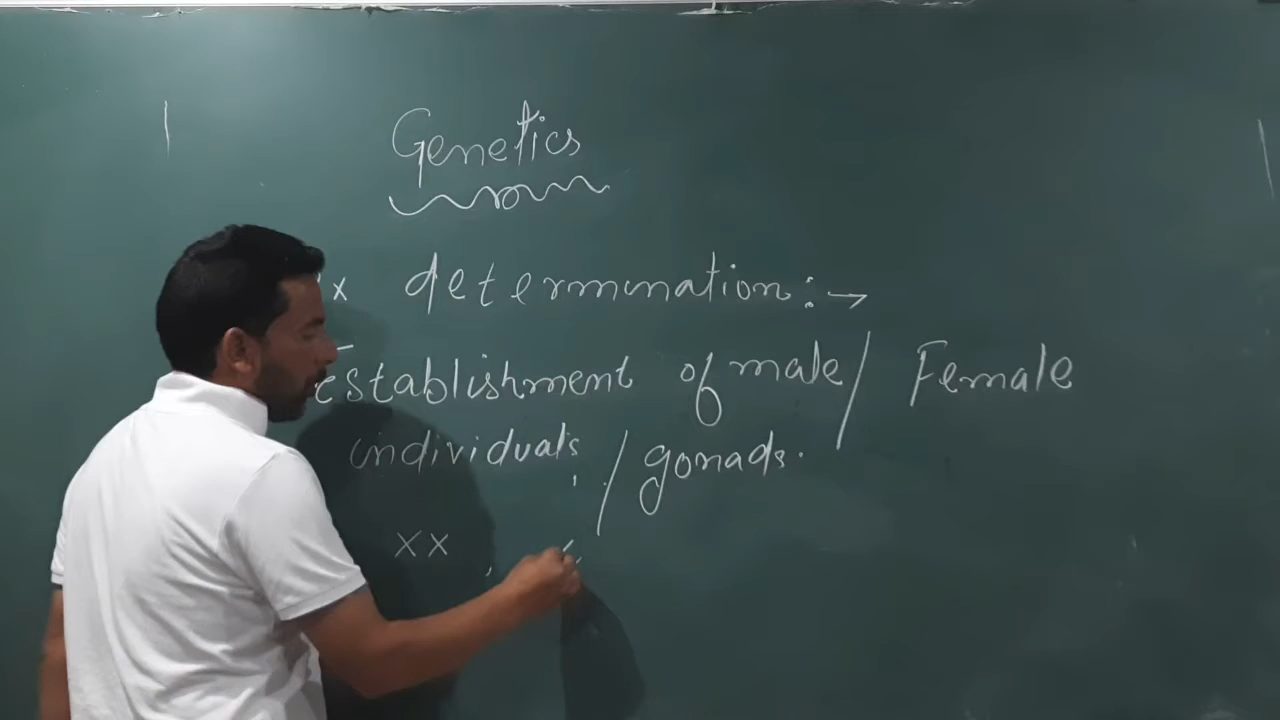 Genetics
x determination:→
Establishment of male/ Female
individuals, / gonads.
XX,